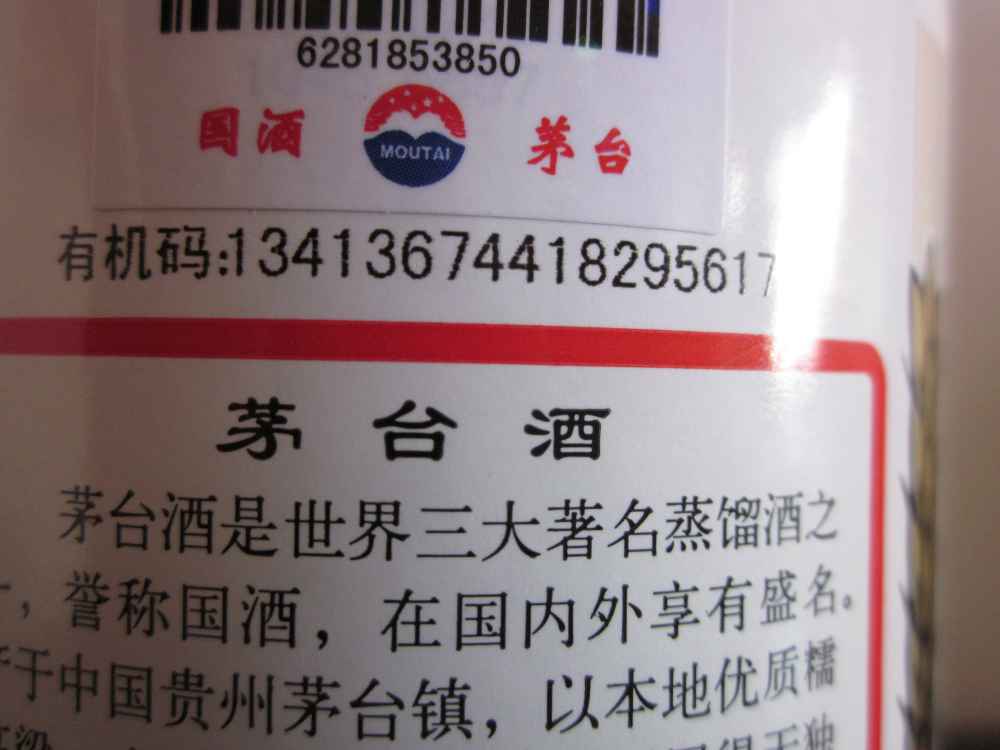 6281853850
国酒 MOUTAI 茅台
有机码:13413674418295617
茅台酒
茅台酒是世界三大著名蒸馏酒之
，誉称国酒，在国内外享有盛名。
于中国贵州茅台镇，以本地优质糯